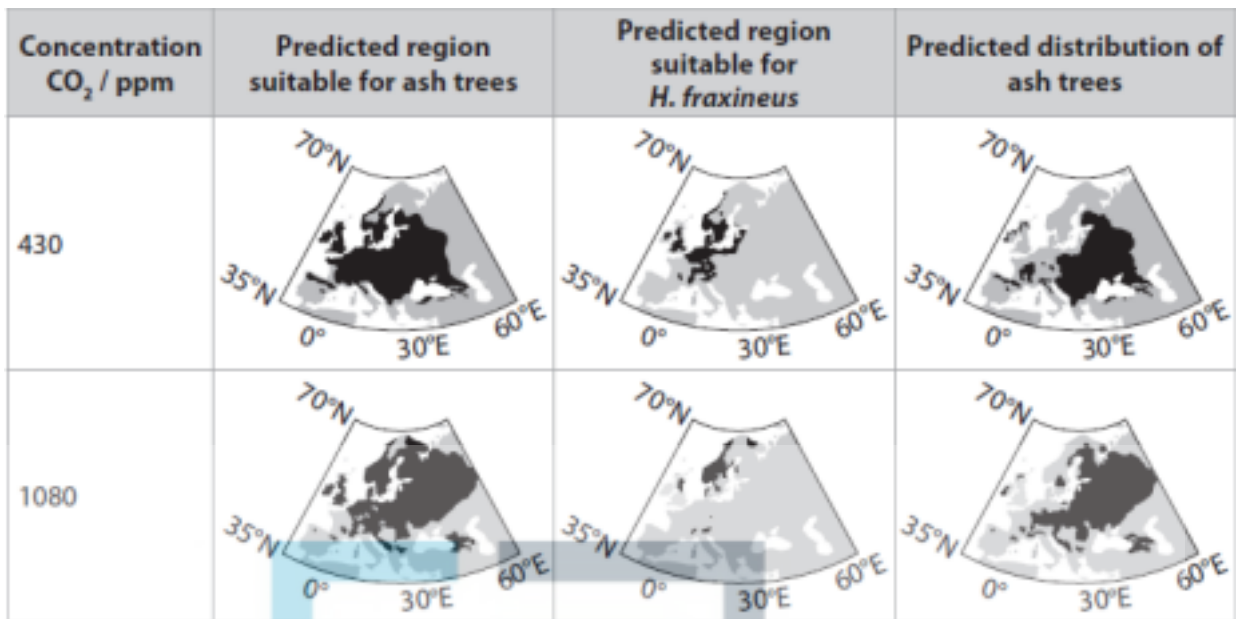 Concentration
CO₂ / ppm
Predicted region
suitable for ash trees
Predicted region
suitable for
H. fraxineus
Predicted distribution of
ash trees
430
70°N
35°N
0°
30°E
60°E
70°N
35°N
0°
30°E
60°E
70°N
35°N
0°
30°E
60°E
1080
70°N
35°N
0°
30°E
60°E
70°N
35°N
0°
30°E
60°E
70°N
35°N
0°
30°E
60°E